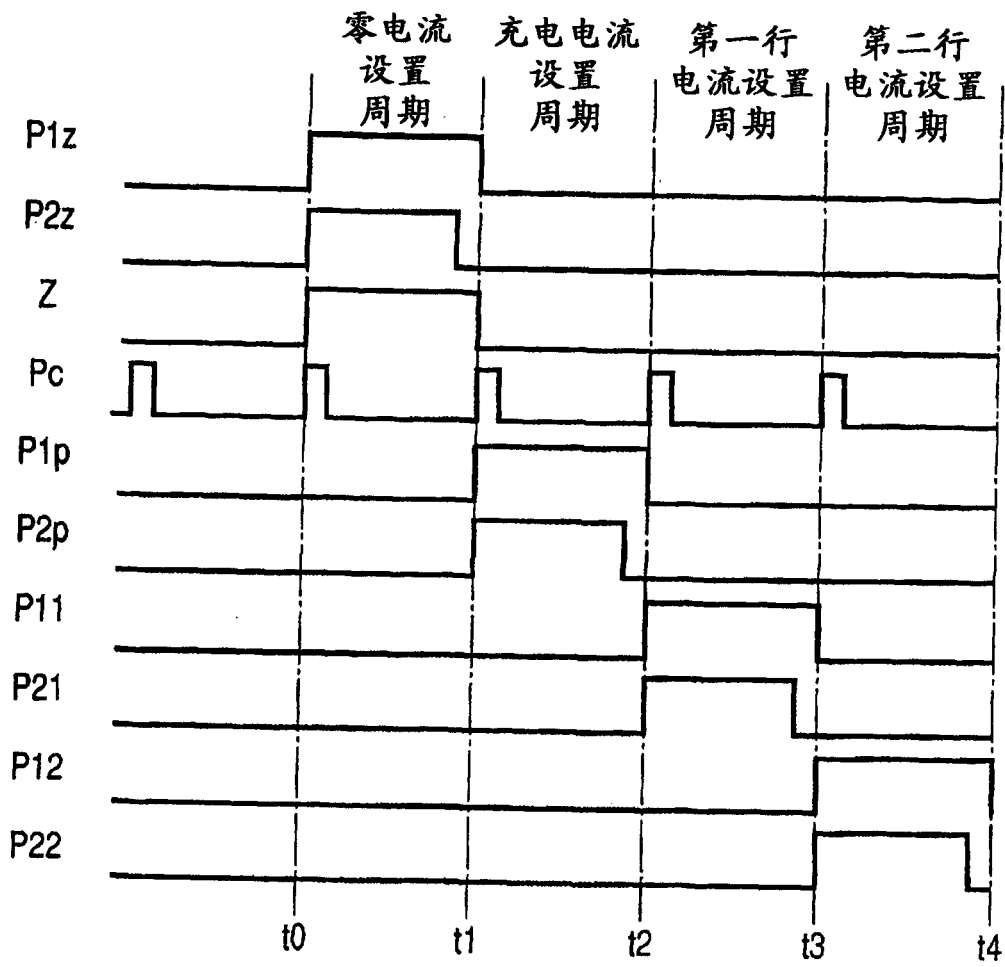 零电流
设置
周期
充电电流
设置
周期
第一行
电流设置
周期
第二行
电流设置
周期
P1z
P2z
Z
Pc
P1p
P2p
P11
P21
P12
P22
t0
t1
t2
t3
t4